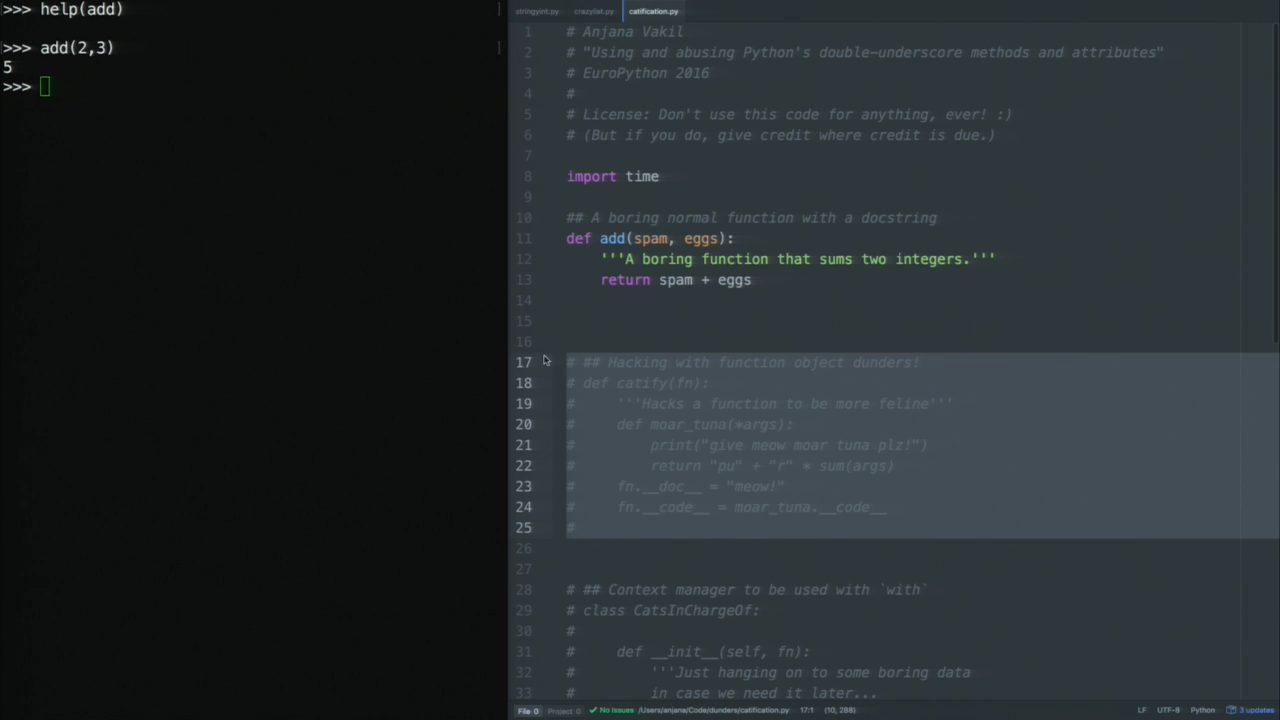 >>> help(add)
>>> add(2,3)
5
>>>
stringyint.py crazylist.py catification.py
1 # Anjana Vakil
2 # "Using and abusing Python's double-underscore methods and attributes"
3 # EuroPython 2016
4 #
5 # License: Don't use this code for anything, ever! :)
6 # (But if you do, give credit where credit is due.)
7
8 import time
9
10 ## A boring normal function with a docstring
11 def add(spam, eggs):
12     '''A boring function that sums two integers.'''
13     return spam + eggs
14
15
16
17 # ## Hacking with function object dunders!
18 # def catify(fn):
19 #     '''Hacks a function to be more feline'''
20 #     def moar_tuna(*args):
21 #         print("give meow moar tuna plz!")
22 #         return "pu" + "r" * sum(args)
23 #     fn.__doc__ = "meow!"
24 #     fn.__code__ = moar_tuna.__code__
25 #
26
27
28 # ## Context manager to be used with `with`
29 # class CatsInChargeOf:
30 #
31 #     def __init__(self, fn):
32 #         '''Just hanging on to some boring data
33 #         in case we need it later...
File 0 Project 0 ✓ No Issues /Users/anjana/Code/dunders/catification.py 17:1 (10, 288) LF UTF-8 Python 3 updates